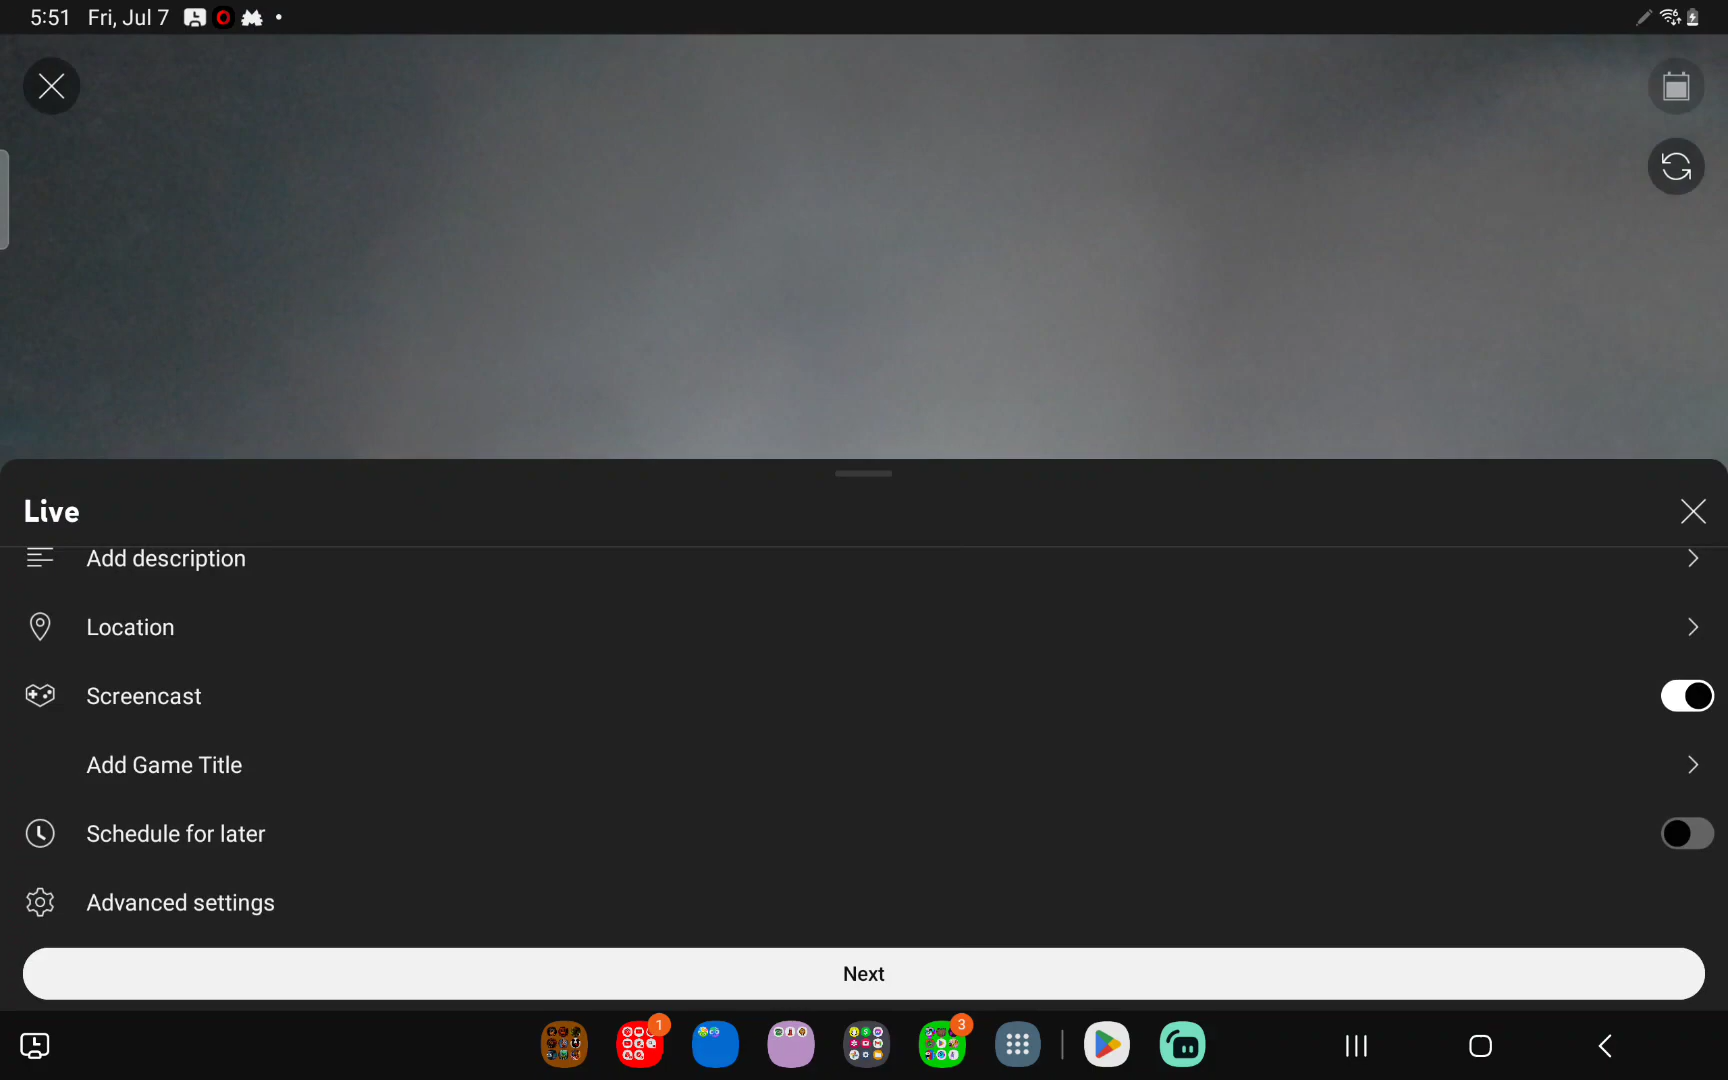 5:51 Fri, Jul 7
Live
Add description
Location
Screencast
Add Game Title
Schedule for later
Advanced settings
Next
1
3